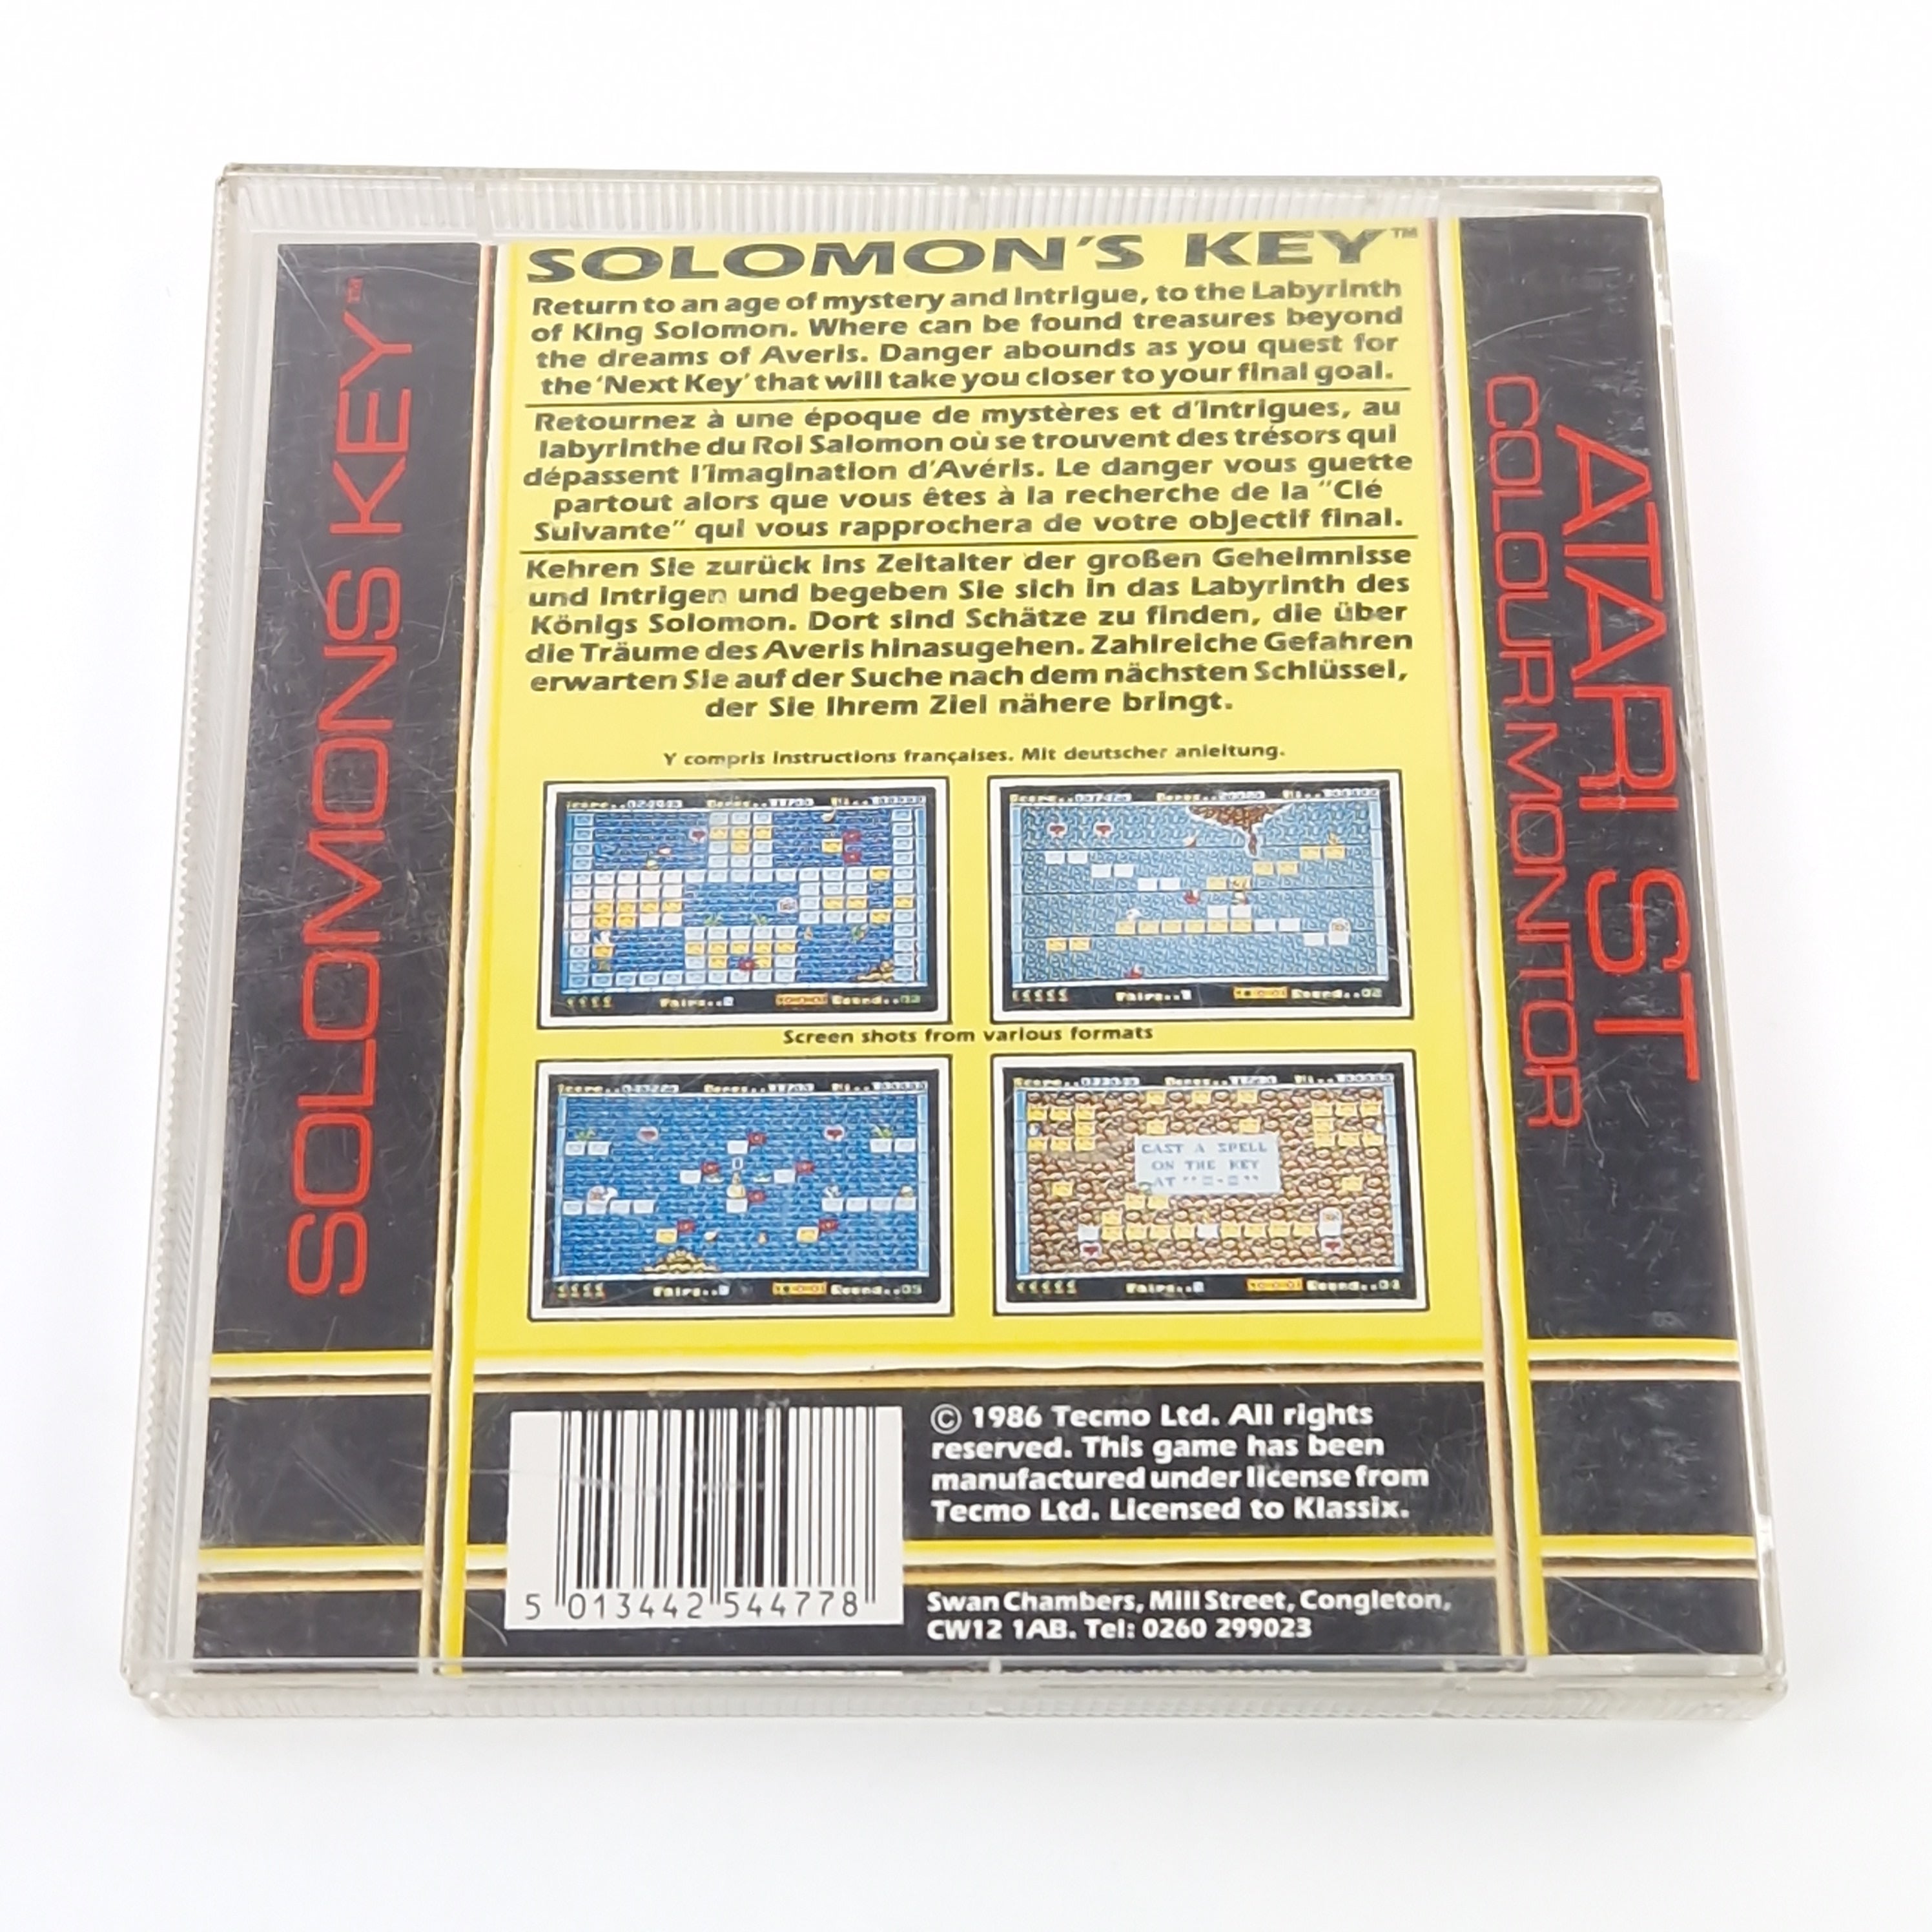 SOLOMONS KEY™
SOLOMON'S KEY™
Return to an age of mystery and intrigue, to the Labyrinth
of King Solomon. Where can be found treasures beyond
the dreams of Averis. Danger abounds as you quest for
the 'Next Key' that will take you closer to your final goal.
Retournez à une époque de mystères et d'intrigues, au
labyrinthe du Roi Salomon où se trouvent des trésors qui
dépassent l'imagination d'Avéris. Le danger vous guette
partout alors que vous êtes à la recherche de la "Clé
Suivante" qui vous rapprochera de votre objectif final.
Kehren Sie zurück ins Zeitalter der großen Geheimnisse
und Intrigen und begeben Sie sich in das Labyrinth des
Königs Solomon. Dort sind Schätze zu finden, die über
die Träume des Averis hinasugehen. Zahlreiche Gefahren
erwarten Sie auf der Suche nach dem nächsten Schlüssel,
der Sie Ihrem Ziel nähere bringt.
Y compris instructions françaises. Mit deutscher anleitung.
Screen shots from various formats
CAST A SPELL
ON THE KEY
AT
ATARI ST
COLOUR MONITOR
© 1986 Tecmo Ltd. All rights
reserved. This game has been
manufactured under license from
Tecmo Ltd. Licensed to Klassix.
5 013442 544778
Swan Chambers, Mill Street, Congleton,
CW12 1AB. Tel: 0260 299023